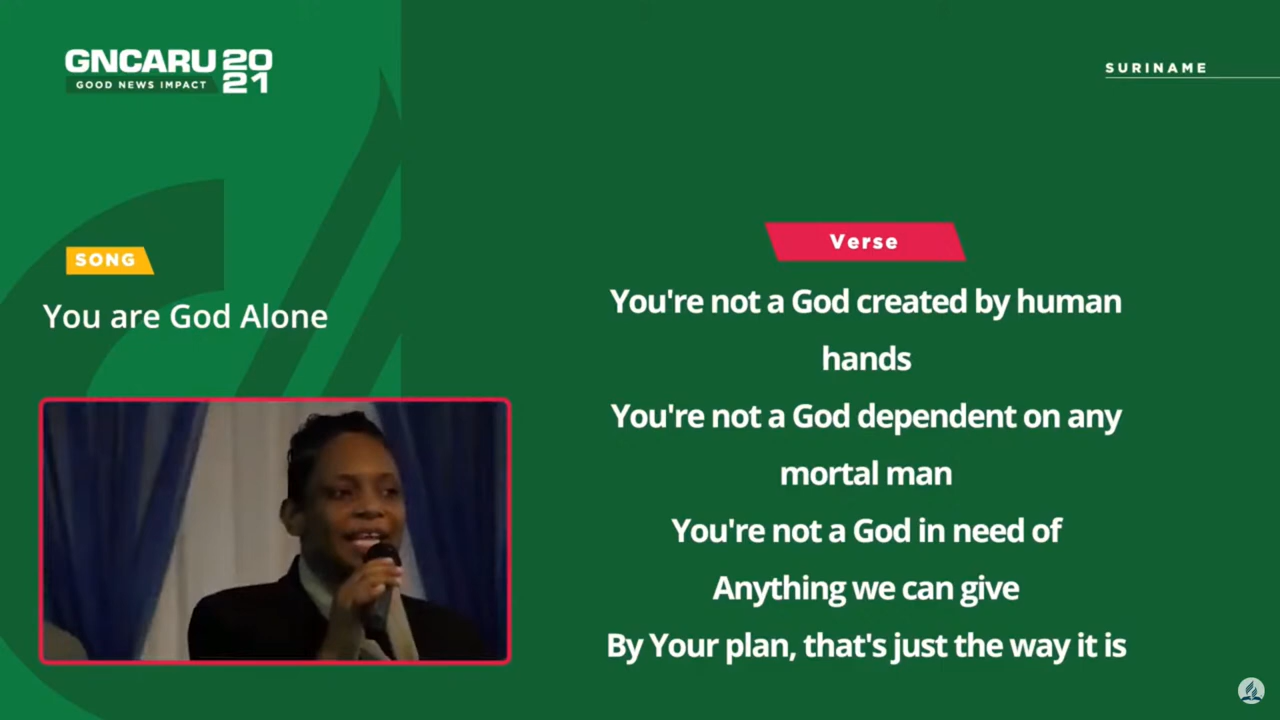 GNCARU 20
21
GOOD NEWS IMPACT
SURINAME
SONG
You are God Alone
Verse
You're not a God created by human
hands
You're not a God dependent on any
mortal man
You're not a God in need of
Anything we can give
By Your plan, that's just the way it is